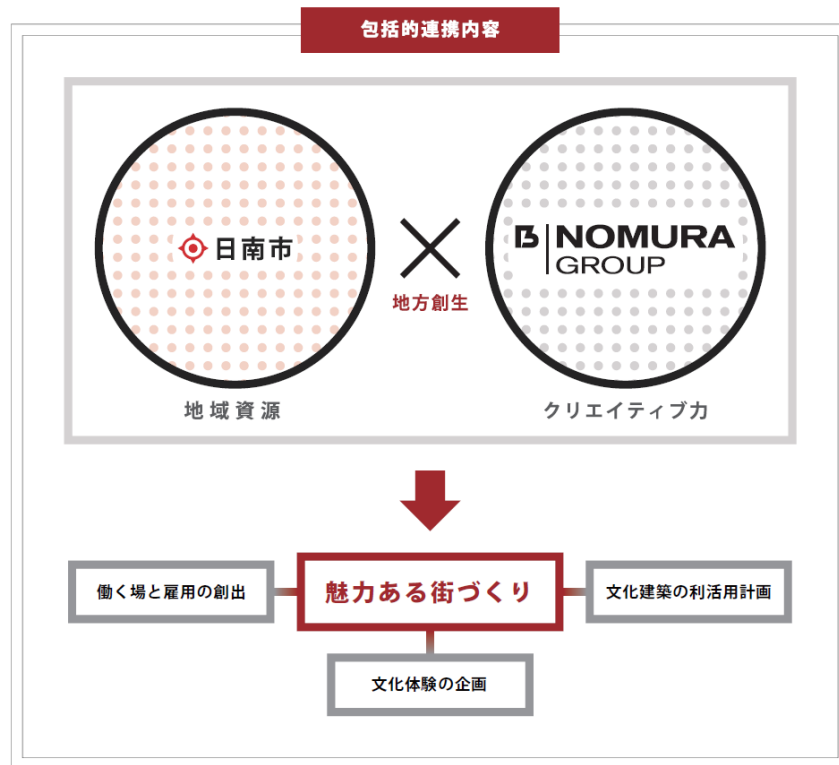 包括的連携内容
日南市
NOMURA
GROUP
地方創生
地域資源
クリエイティブ力
魅力ある街づくり
働く場と雇用の創出
文化建築の利活用計画
文化体験の企画